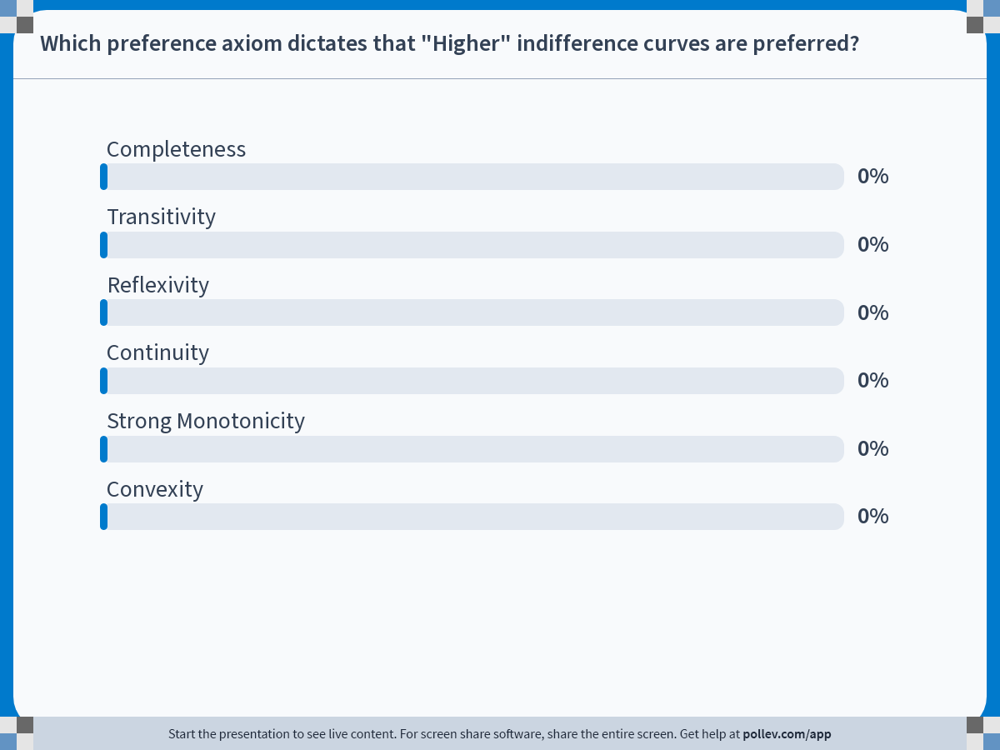 Which preference axiom dictates that "Higher" indifference curves are preferred?
Completeness
0%
Transitivity
0%
Reflexivity
0%
Continuity
0%
Strong Monotonicity
0%
Convexity
0%
Start the presentation to see live content. For screen share software, share the entire screen. Get help at pollev.com/app